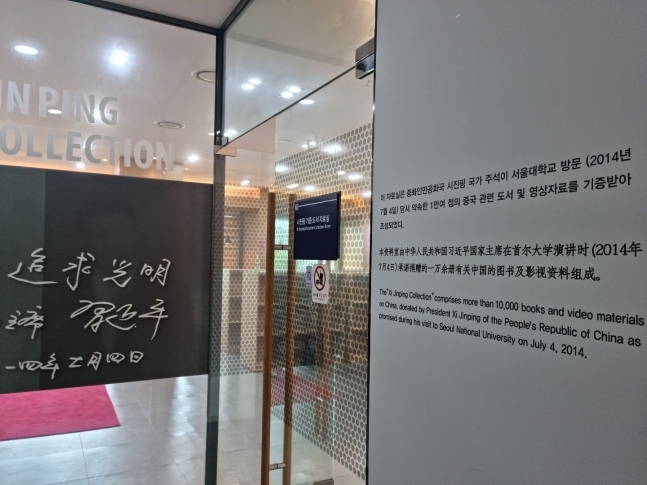 INPING
OLLECTION
追求光明
主席 习近平
一四年七月四日
시진핑 기증 도서자료실
이 자료실은 중화인민공화국 시진핑 국가 주석이 서울대학교 방문 (2014년
7월 4일) 당시 약속한 1만여 점의 중국 관련 도서 및 영상자료를 기증받아
조성되었다.
本资料室由中华人民共和国习近平国家主席在首尔大学演讲时 (2014年
7月4日) 承诺捐赠的一万余册有关中国的图书及影视资料组成。
The "Xi Jinping Collection" comprises more than 10,000 books and video materials
on China, donated by President Xi Jinping of the People's Republic of China as
promised during his visit to Seoul National University on July 4, 2014.